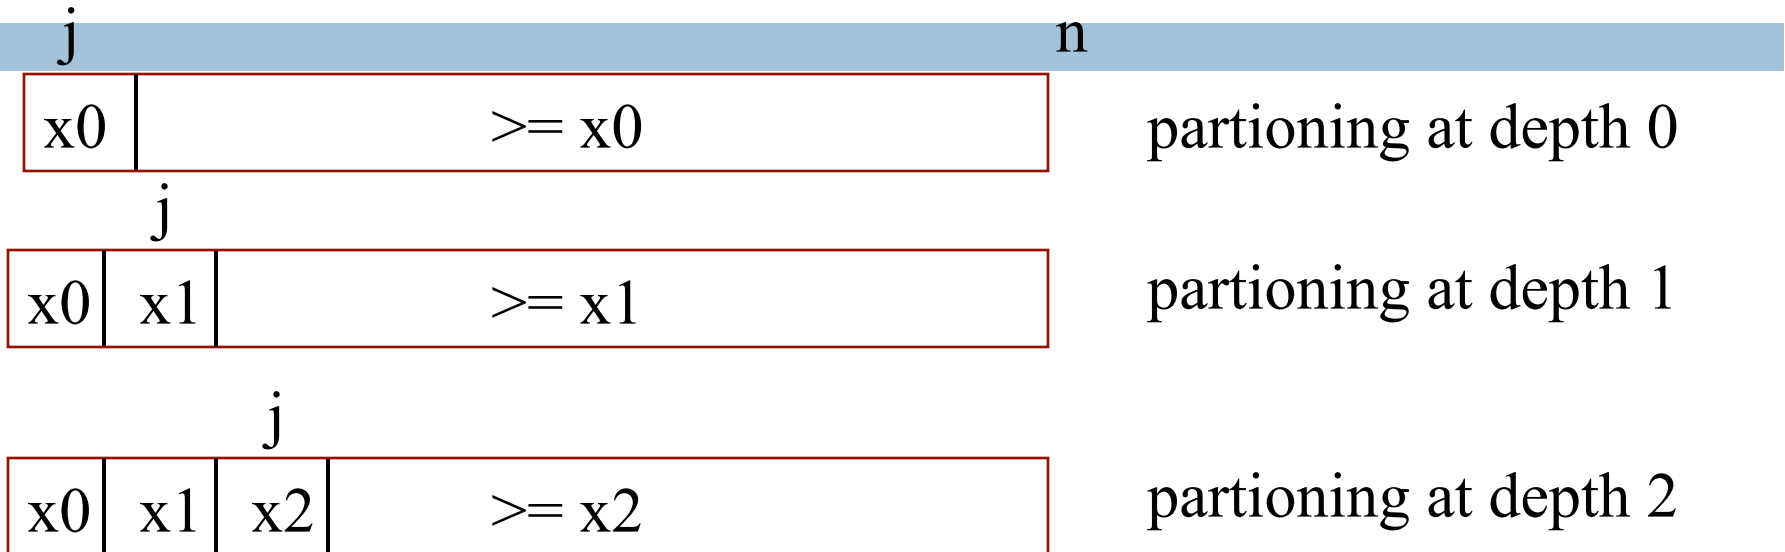 j n
x0 >= x0 partioning at depth 0
j
x0 x1 >= x1 partioning at depth 1
j
x0 x1 x2 >= x2 partioning at depth 2